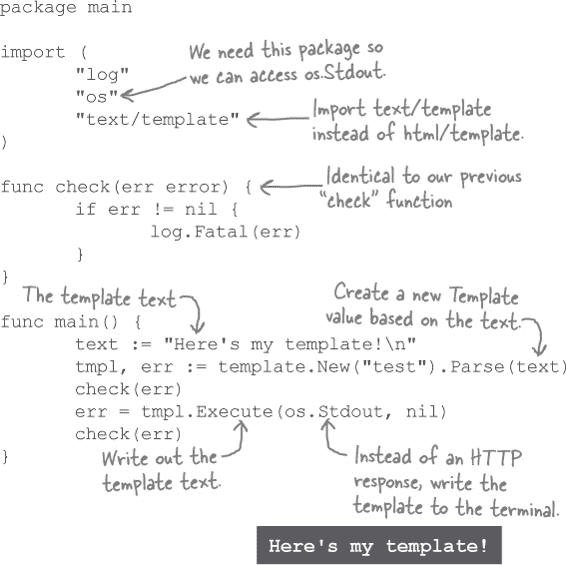 package main
import (
"log"
"os"
"text/template"
)
We need this package so
we can access os.Stdout.
Import text/template
instead of html/template.
func check(err error) {
if err != nil {
log.Fatal(err)
}
}
Identical to our previous
“check” function
The template text
Create a new Template
value based on the text.
func main() {
text := "Here's my template!\n"
tmpl, err := template.New("test").Parse(text)
check(err)
err = tmpl.Execute(os.Stdout, nil)
check(err)
}
Write out the
template text.
Instead of an HTTP
response, write the
template to the terminal.
Here's my template!